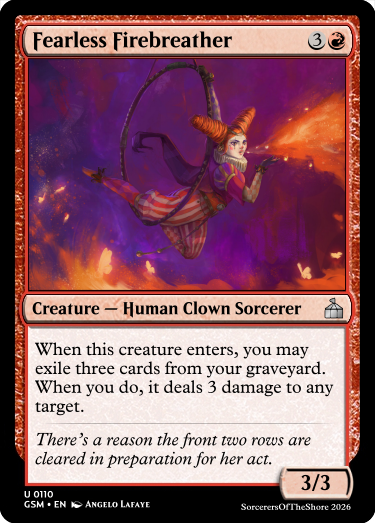 Fearless Firebreather 3
Creature — Human Clown Sorcerer
When this creature enters, you may
exile three cards from your graveyard.
When you do, it deals 3 damage to any
target.
There's a reason the front two rows are
cleared in preparation for her act.
3/3
U 0110
GSM • EN Angelo Lafaye
SorcerersOfTheShore 2026